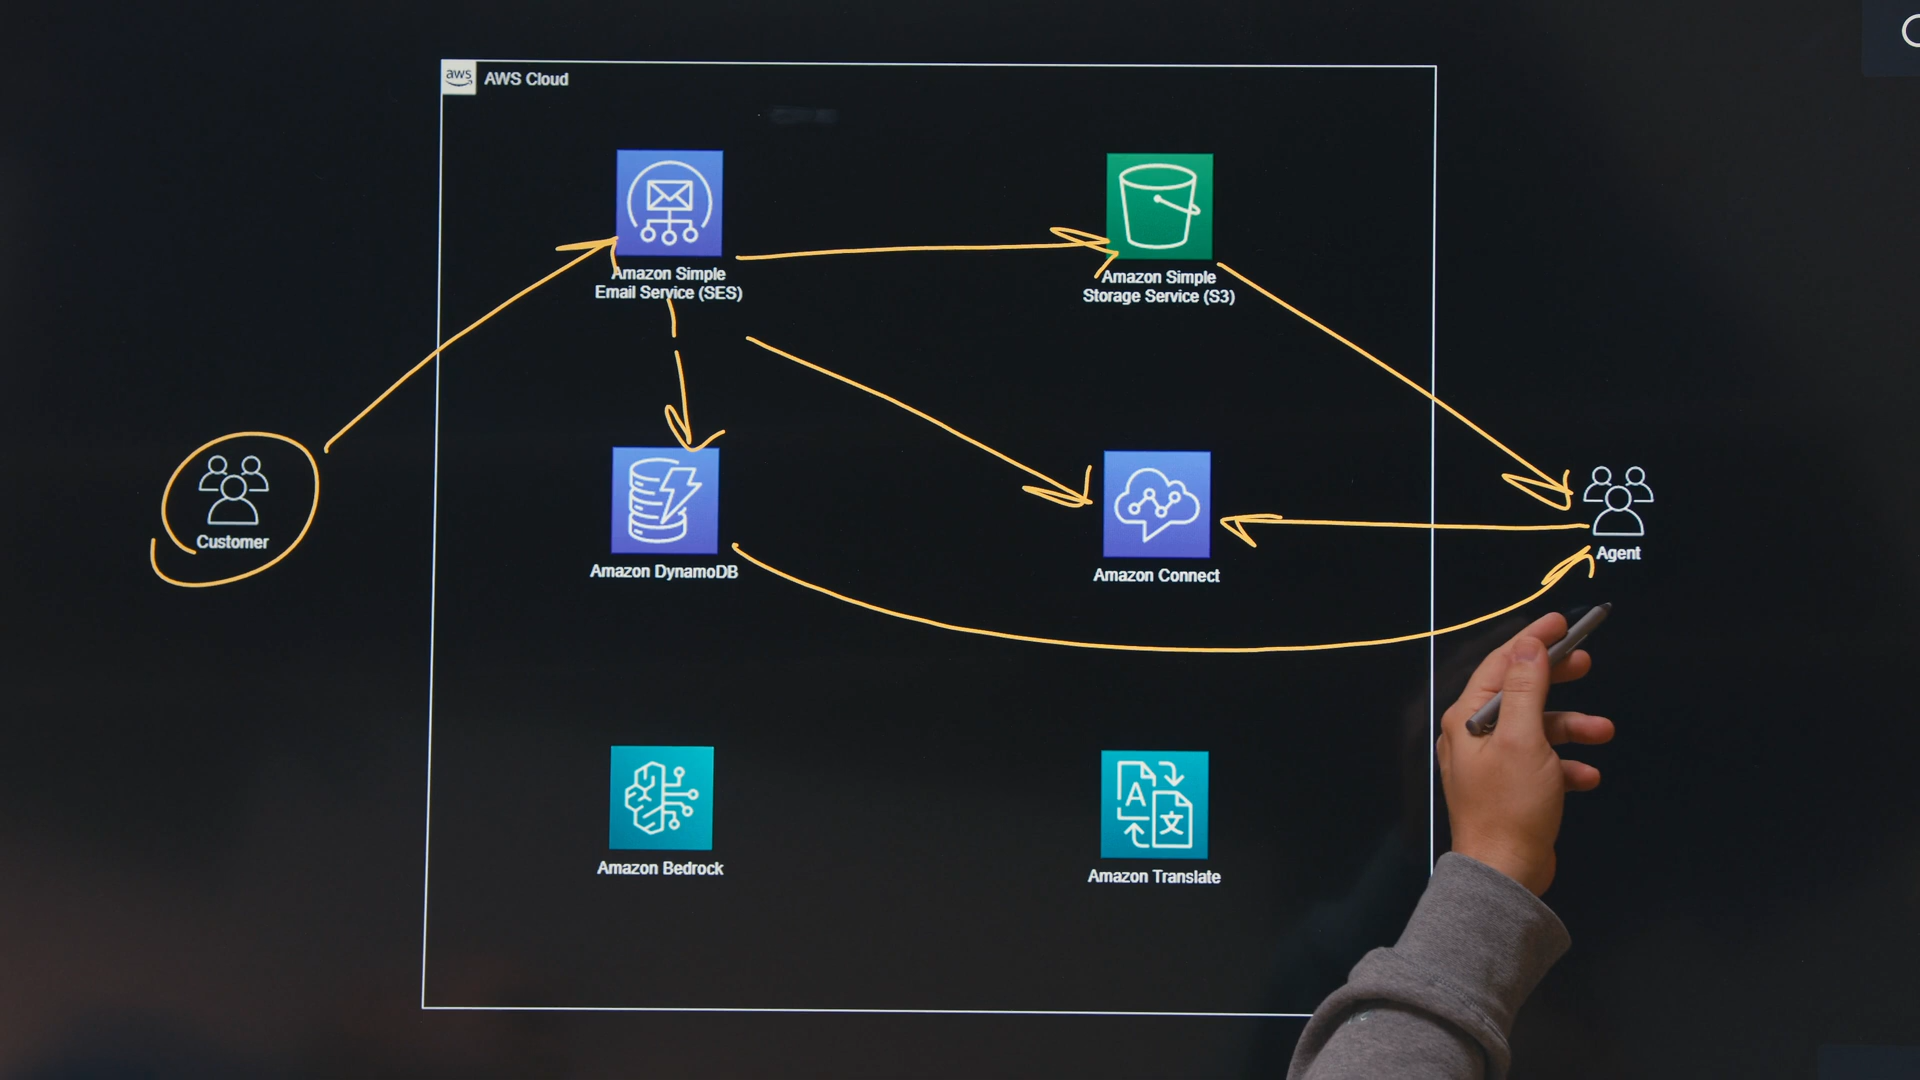 aws
AWS Cloud
Amazon Simple
Email Service (SES)
Amazon Simple
Storage Service (S3)
Customer
Amazon DynamoDB
Amazon Connect
Agent
A
文
Amazon Bedrock
Amazon Translate